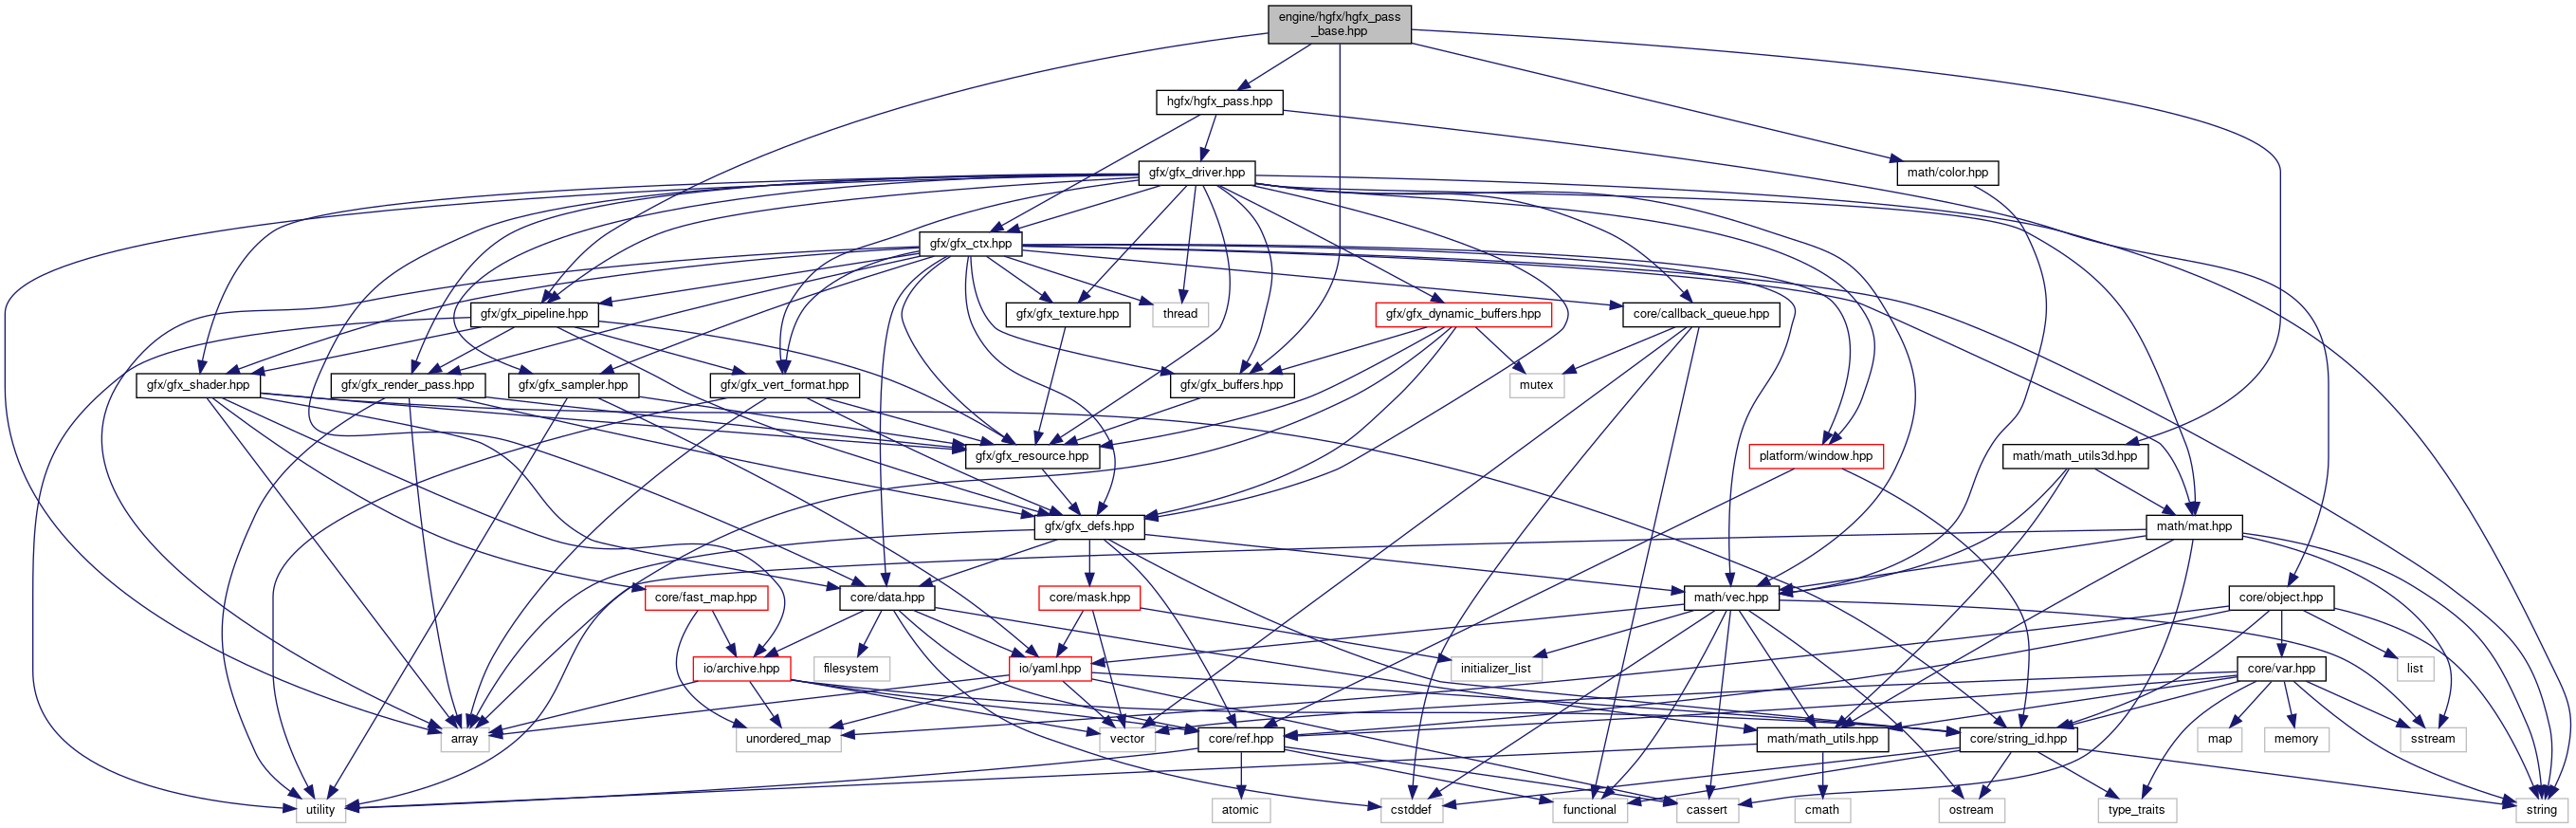 engine/hgfx/hgfx_pass
_base.hpp
hgfx/hgfx_pass.hpp
gfx/gfx_driver.hpp
math/color.hpp
gfx/gfx_ctx.hpp
gfx/gfx_pipeline.hpp
gfx/gfx_texture.hpp
thread
gfx/gfx_dynamic_buffers.hpp
core/callback_queue.hpp
gfx/gfx_shader.hpp
gfx/gfx_render_pass.hpp
gfx/gfx_sampler.hpp
gfx/gfx_vert_format.hpp
gfx/gfx_buffers.hpp
mutex
gfx/gfx_resource.hpp
platform/window.hpp
math/math_utils3d.hpp
gfx/gfx_defs.hpp
math/mat.hpp
core/fast_map.hpp
core/data.hpp
core/mask.hpp
math/vec.hpp
core/object.hpp
io/archive.hpp
filesystem
io/yaml.hpp
initializer_list
core/var.hpp
list
array
unordered_map
vector
core/ref.hpp
math/math_utils.hpp
core/string_id.hpp
map
memory
sstream
utility
atomic
cstddef
functional
cassert
cmath
ostream
type_traits
string